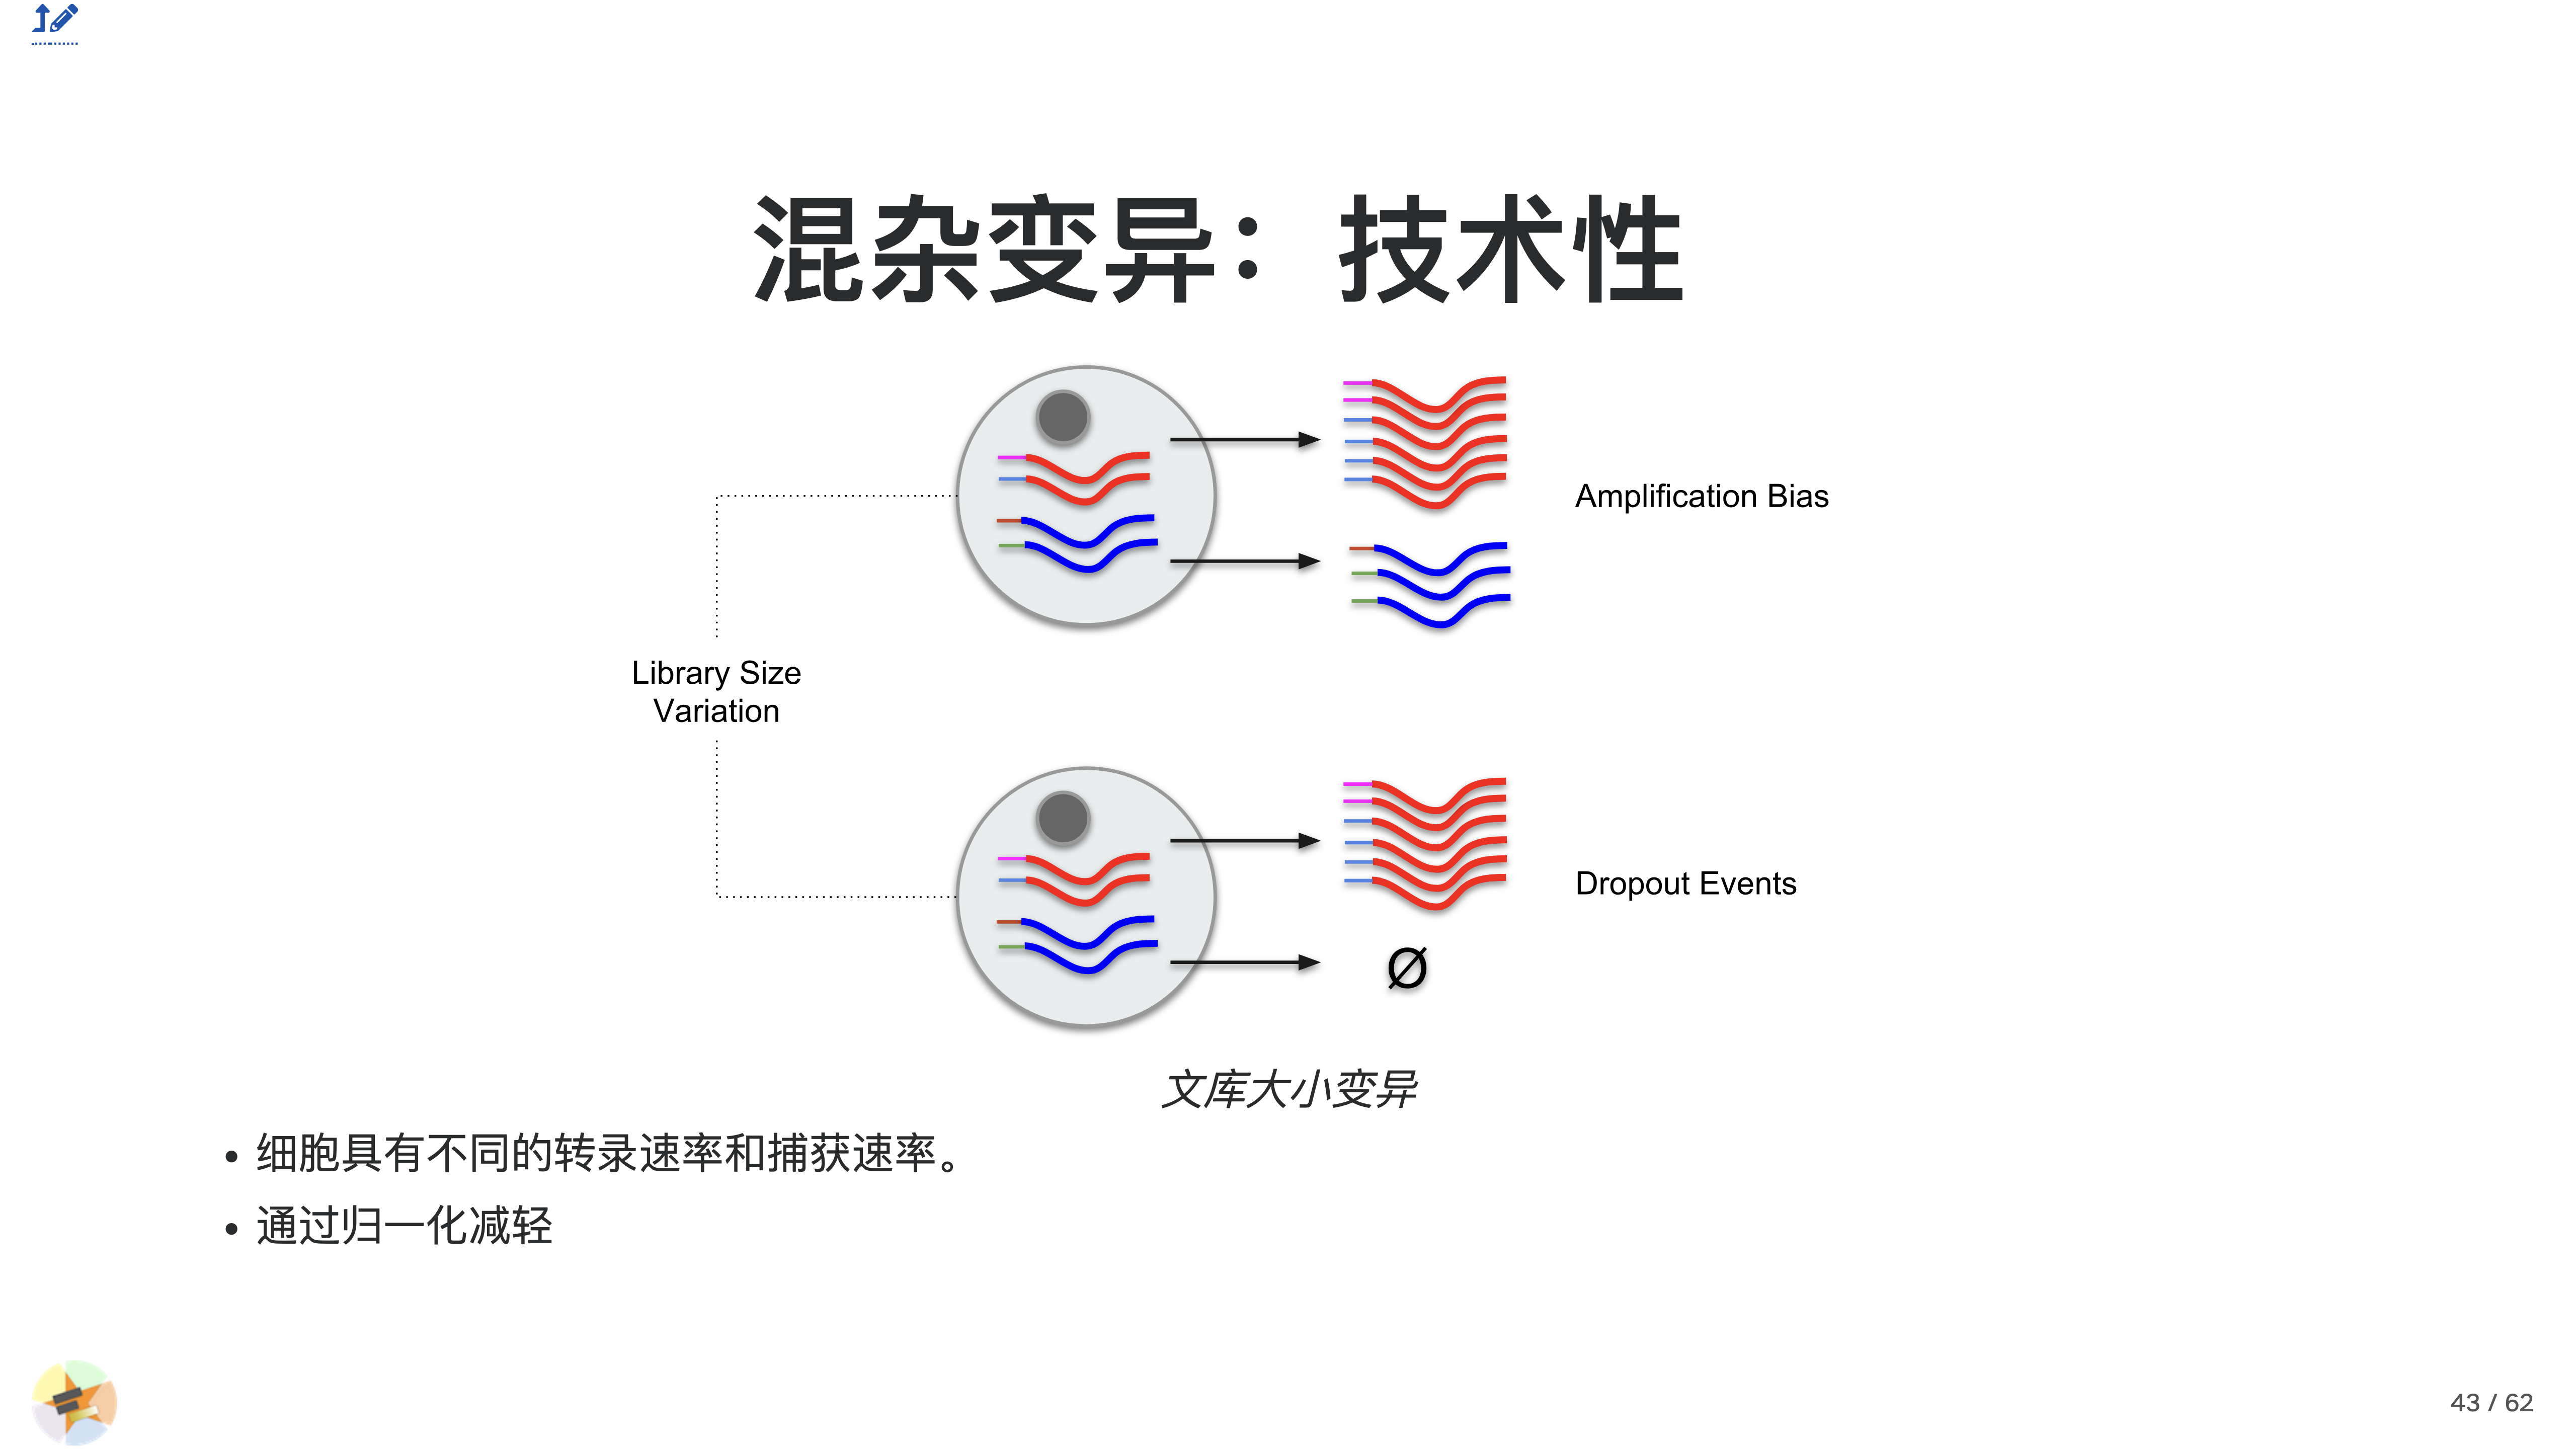 混杂变异：技术性
Amplification Bias
Library Size
Variation
Dropout Events
Ø
文库大小变异
• 细胞具有不同的转录速率和捕获速率。
• 通过归一化减轻
43 / 62